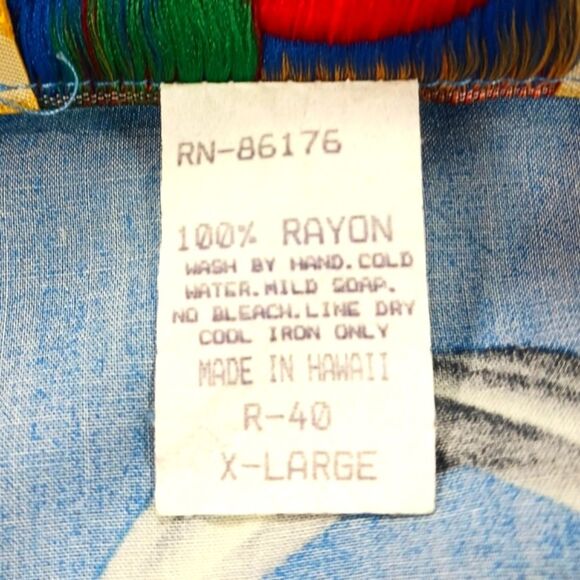 RN-86176
100% RAYON
WASH BY HAND.COLD
WATER.MILD SOAP.
NO BLEACH.LINE DRY
COOL IRON ONLY
MADE IN HAWAII
R-40
X-LARGE